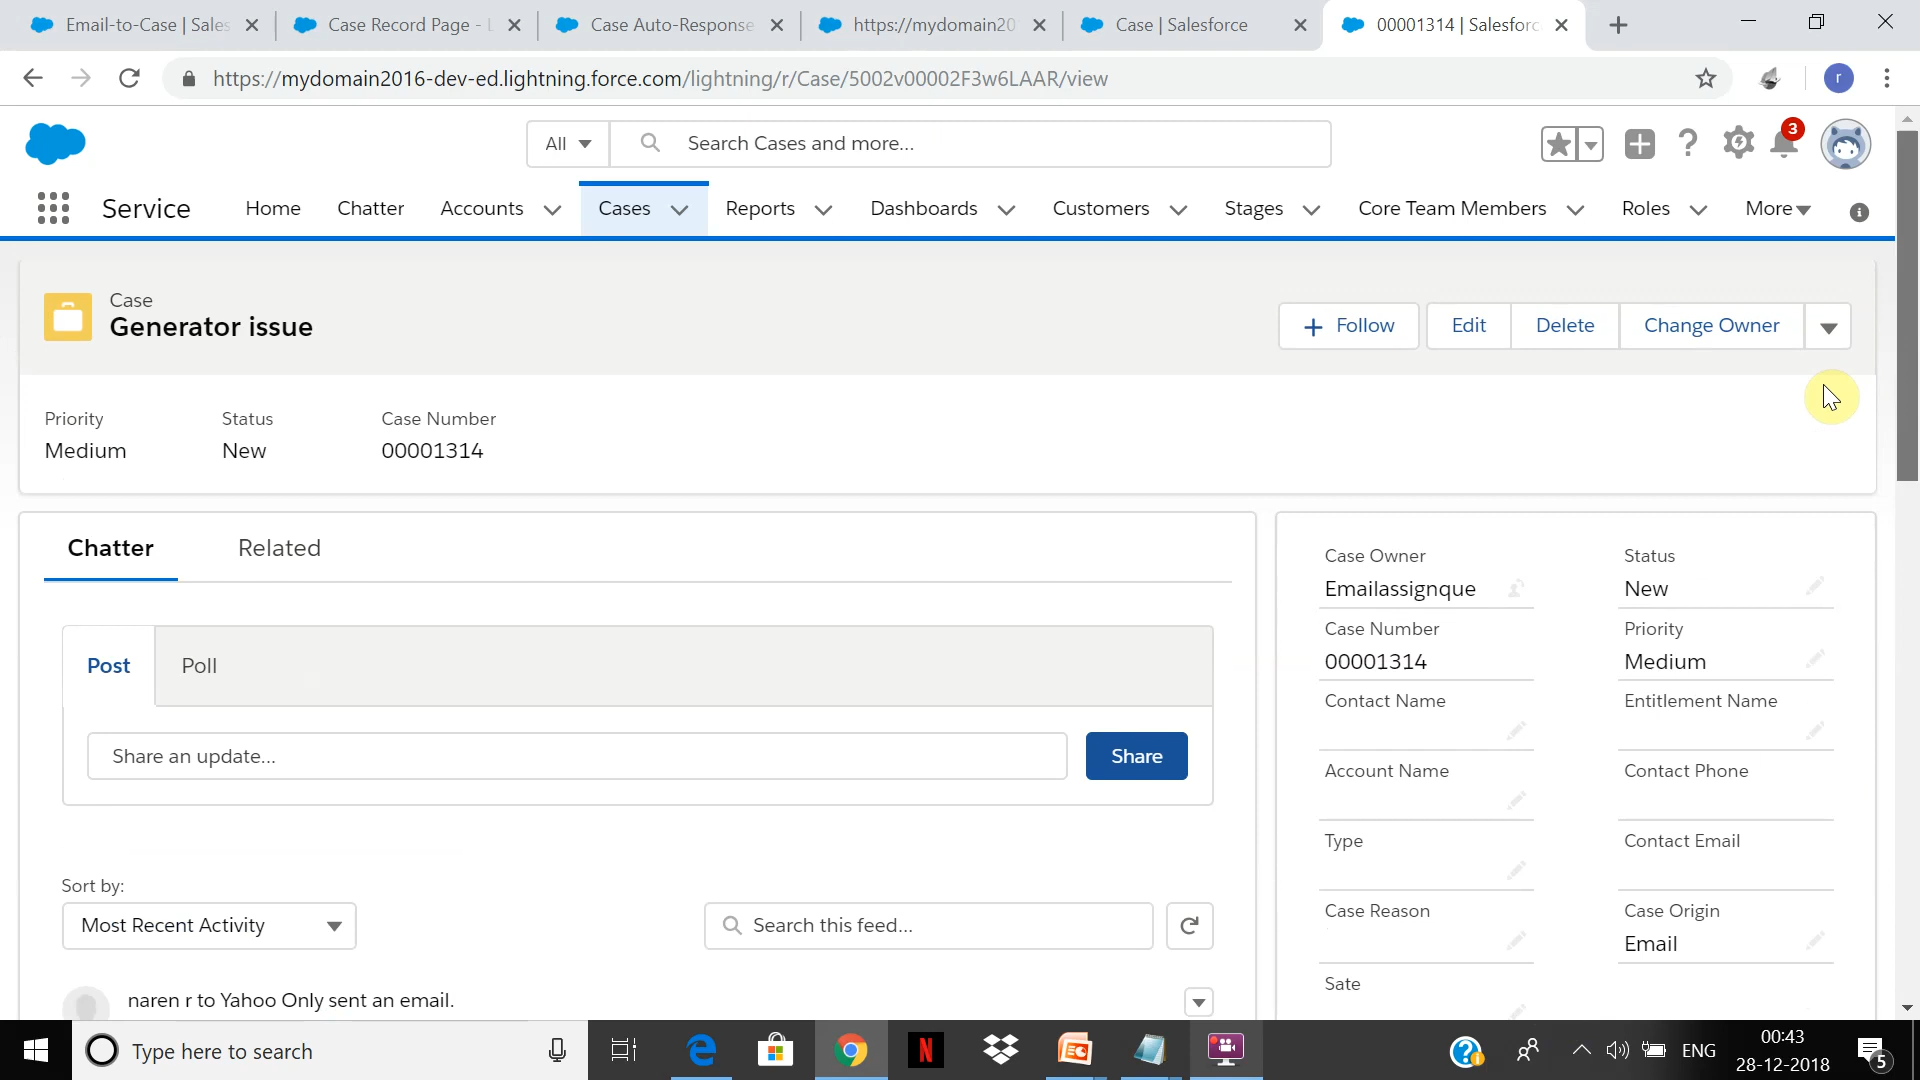 Email-to-Case | Sales
Case Record Page - L
Case Auto-Response
https://mydomain20
Case | Salesforce
00001314 | Salesforc
https://mydomain2016-dev-ed.lightning.force.com/lightning/r/Case/5002v00002F3w6LAAR/view
r
All
Search Cases and more...
3
Service
Home
Chatter
Accounts
Cases
Reports
Dashboards
Customers
Stages
Core Team Members
Roles
More
Case
Generator issue
Follow
Edit
Delete
Change Owner
Priority
Status
Case Number
Medium
New
00001314
Chatter
Related
Post
Poll
Share an update...
Share
Sort by:
Most Recent Activity
Search this feed...
naren r to Yahoo Only sent an email.
Case Owner
Emailassignque
Status
New
Case Number
00001314
Priority
Medium
Contact Name
Entitlement Name
Account Name
Contact Phone
Type
Contact Email
Case Reason
Case Origin
Email
Sate
Type here to search
N
ENG
00:43
28-12-2018
5